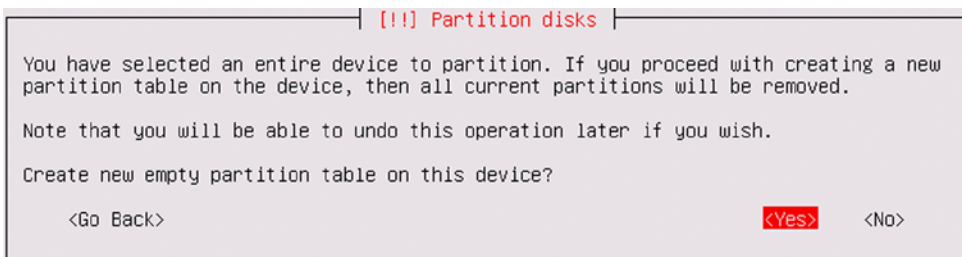 [!!] Partition disks
You have selected an entire device to partition. If you proceed with creating a new
partition table on the device, then all current partitions will be removed.
Note that you will be able to undo this operation later if you wish.
Create new empty partition table on this device?
<Go Back> <Yes> <No>